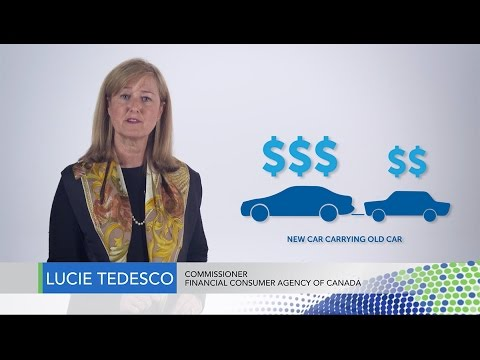 $$$ $$
NEW CAR CARRYING OLD CAR
LUCIE TEDESCO
COMMISSIONER
FINANCIAL CONSUMER AGENCY OF CANADA